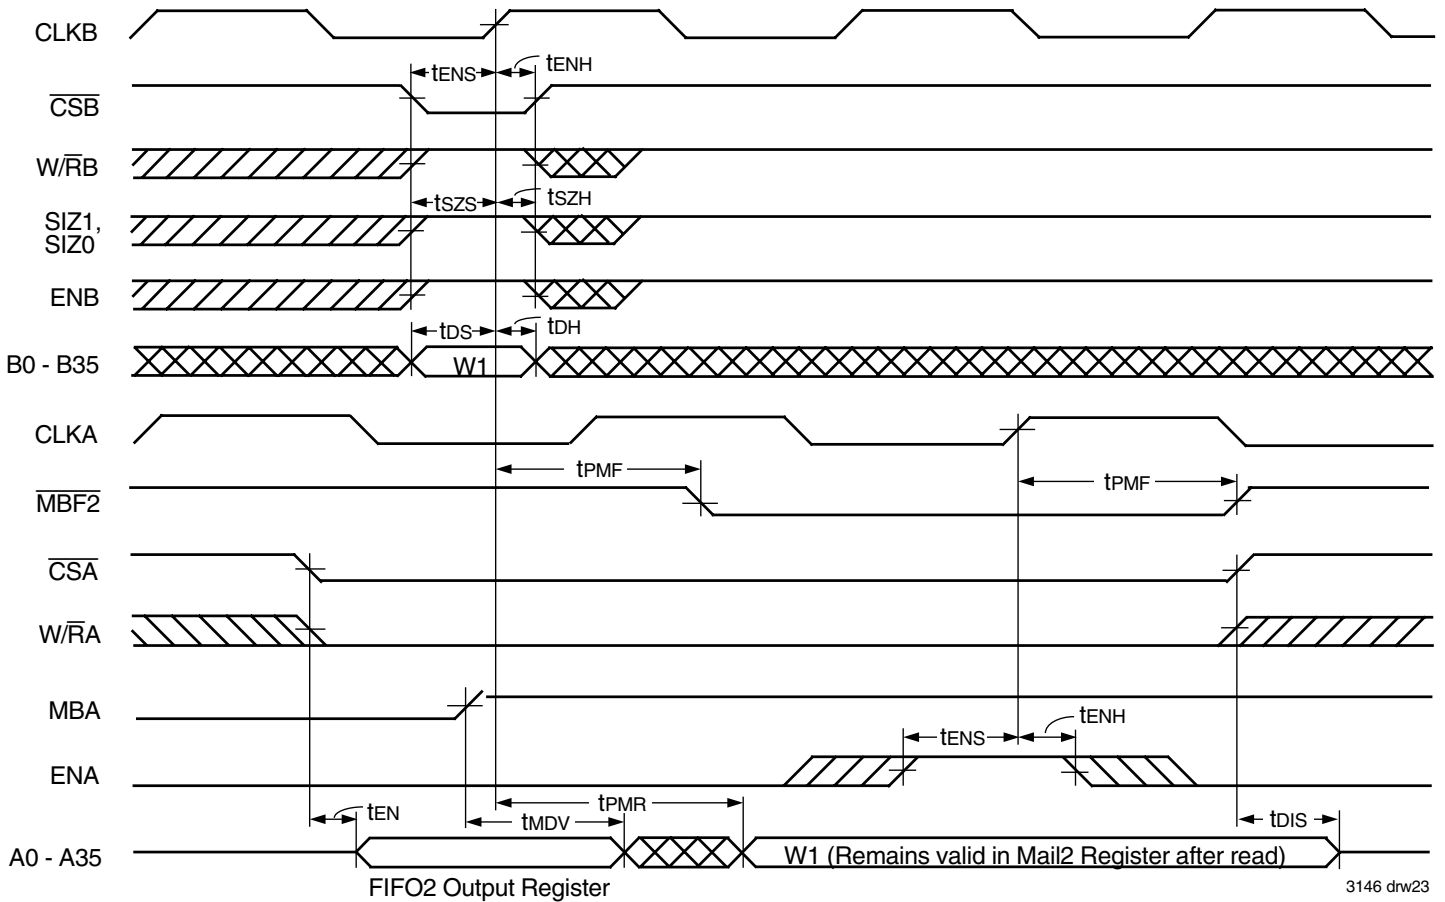 CLKB
tENS
tENH
CSB
W/RB
tSZS
tSZH
SIZ1,
SIZ0
ENB
tDS
tDH
B0 - B35
W1
CLKA
tPMF
tPMF
MBF2
CSA
W/RA
MBA
tENS
tENH
ENA
tEN
tPMR
tMDV
tDIS
A0 - A35
W1 (Remains valid in Mail2 Register after read)
FIFO2 Output Register
3146 drw23